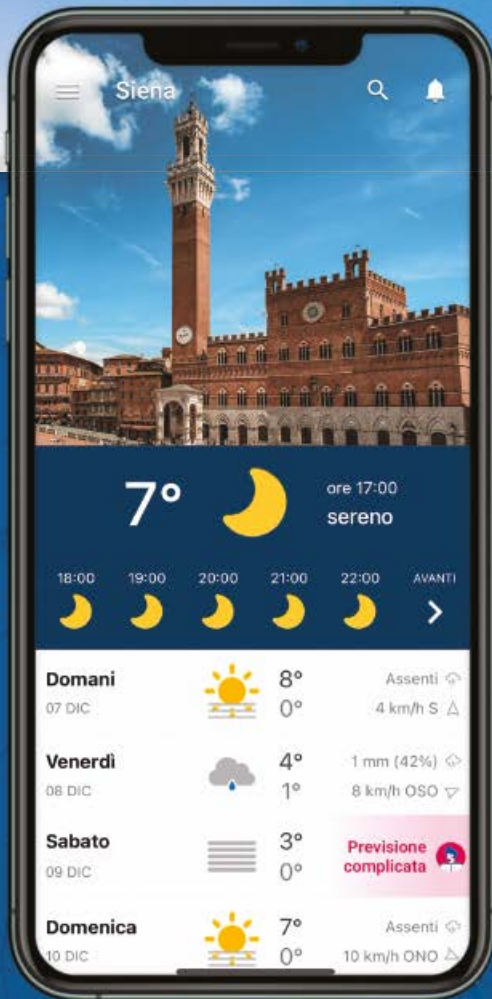 Siena
7° ore 17:00
sereno
18:00 19:00 20:00 21:00 22:00 AVANTI
Domani 8° Assenti
07 DIC 0° 4 km/h S
Venerdì 4° 1 mm (42%)
08 DIC 1° 8 km/h OSO
Sabato 3° Previsione
09 DIC 0° complicata
Domenica 7° Assenti
10 DIC 0° 10 km/h ONO